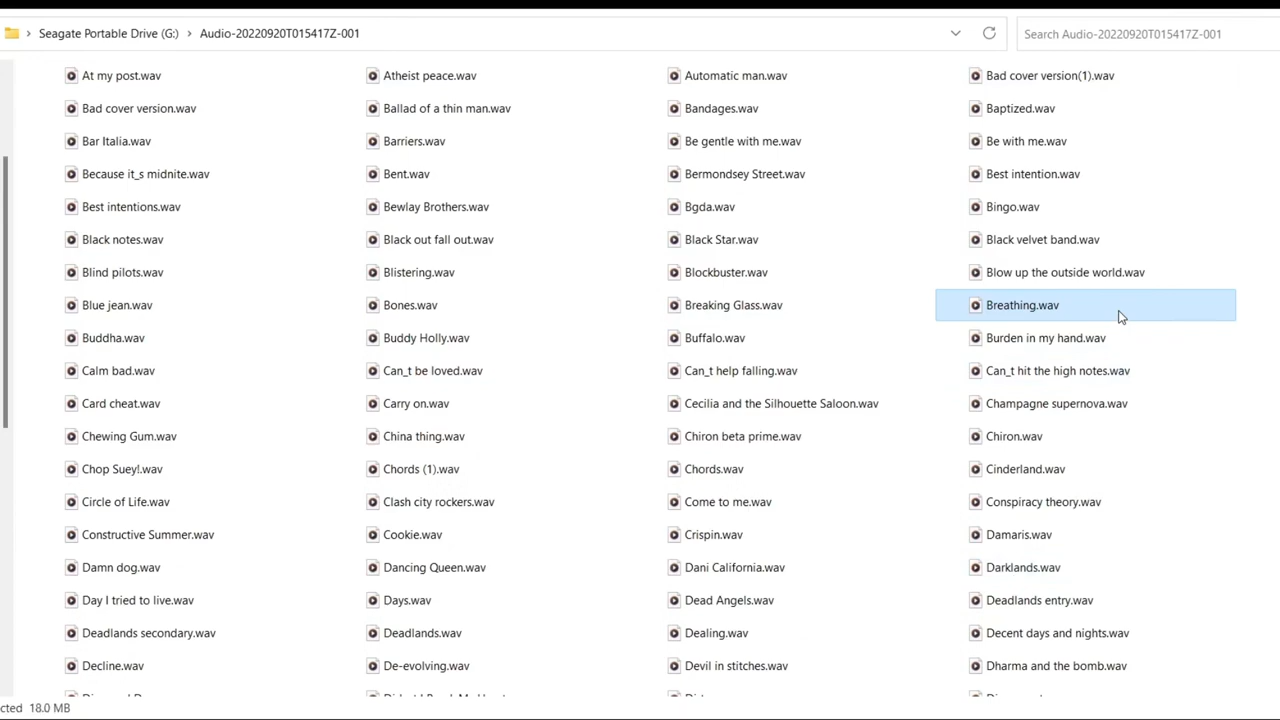 Seagate Portable Drive (G:) Audio-20220920T015417Z-001 Search Audio-20220920T015417Z-001
At my post.wav Atheist peace.wav Automatic man.wav Bad cover version(1).wav
Bad cover version.wav Ballad of a thin man.wav Bandages.wav Baptized.wav
Bar Italia.wav Barriers.wav Be gentle with me.wav Be with me.wav
Because it_s midnite.wav Bent.wav Bermondsey Street.wav Best intention.wav
Best intentions.wav Bewlay Brothers.wav Bgda.wav Bingo.wav
Black notes.wav Black out fall out.wav Black Star.wav Black velvet band.wav
Blind pilots.wav Blistering.wav Blockbuster.wav Blow up the outside world.wav
Blue jean.wav Bones.wav Breaking Glass.wav Breathing.wav
Buddha.wav Buddy Holly.wav Buffalo.wav Burden in my hand.wav
Calm bad.wav Can_t be loved.wav Can_t help falling.wav Can_t hit the high notes.wav
Card cheat.wav Carry on.wav Cecilia and the Silhouette Saloon.wav Champagne supernova.wav
Chewing Gum.wav China thing.wav Chiron beta prime.wav Chiron.wav
Chop Suey!.wav Chords (1).wav Chords.wav Cinderland.wav
Circle of Life.wav Clash city rockers.wav Come to me.wav Conspiracy theory.wav
Constructive Summer.wav Cookie.wav Crispin.wav Damaris.wav
Damn dog.wav Dancing Queen.wav Dani California.wav Darklands.wav
Day I tried to live.wav Days.wav Dead Angels.wav Deadlands entry.wav
Deadlands secondary.wav Deadlands.wav Dealing.wav Decent days and nights.wav
Decline.wav De-evolving.wav Devil in stitches.wav Dharma and the bomb.wav
cted 18.0 MB